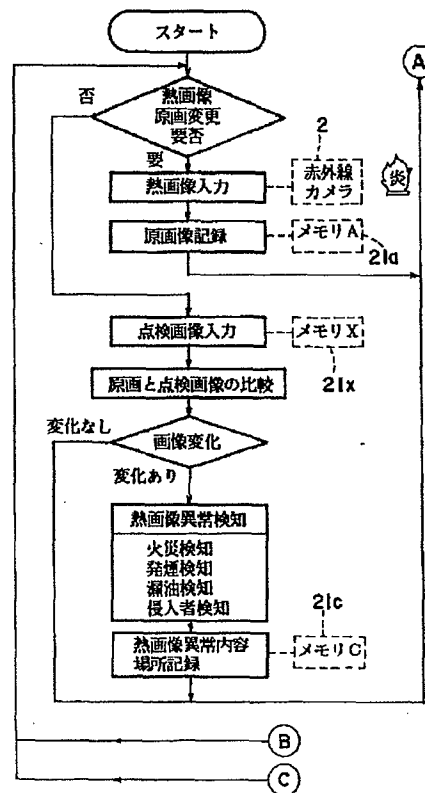 スタート
A
否
熱画像
原画変更
要否
要
2
熱画像入力
赤外線
カメラ
炎
原画像記録
メモリA
21a
点検画像入力
メモリX
21x
原画と点検画像の比較
変化なし
画像変化
変化あり
熱画像異常検知
火災検知
発煙検知
漏油検知
侵入者検知
21c
熱画像異常内容
場所記録
メモリC
B
C